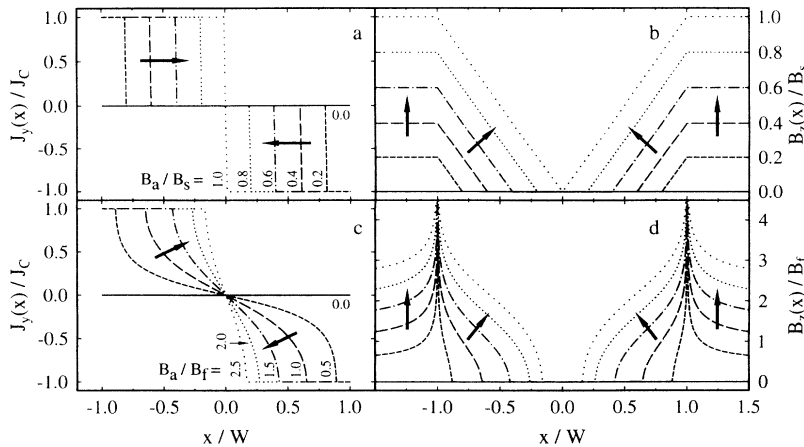 1.0
0.5
0.0
-0.5
-1.0
J_y(x) / J_C
a
0.0
B_a / B_s =
1.0
0.8
0.6
0.4
0.2
b
1.0
0.8
0.6
0.4
0.2
0.0
B_z(x) / B_s
1.0
0.5
0.0
-0.5
-1.0
J_y(x) / J_C
c
0.0
2.0
B_a / B_f =
2.5
1.5
1.0
0.5
d
4
3
2
1
0
B_z(x) / B_f
-1.0 -0.5 0.0 0.5 1.0
x / W
-1.0 -0.5 0.0 0.5 1.0 1.5
x / W